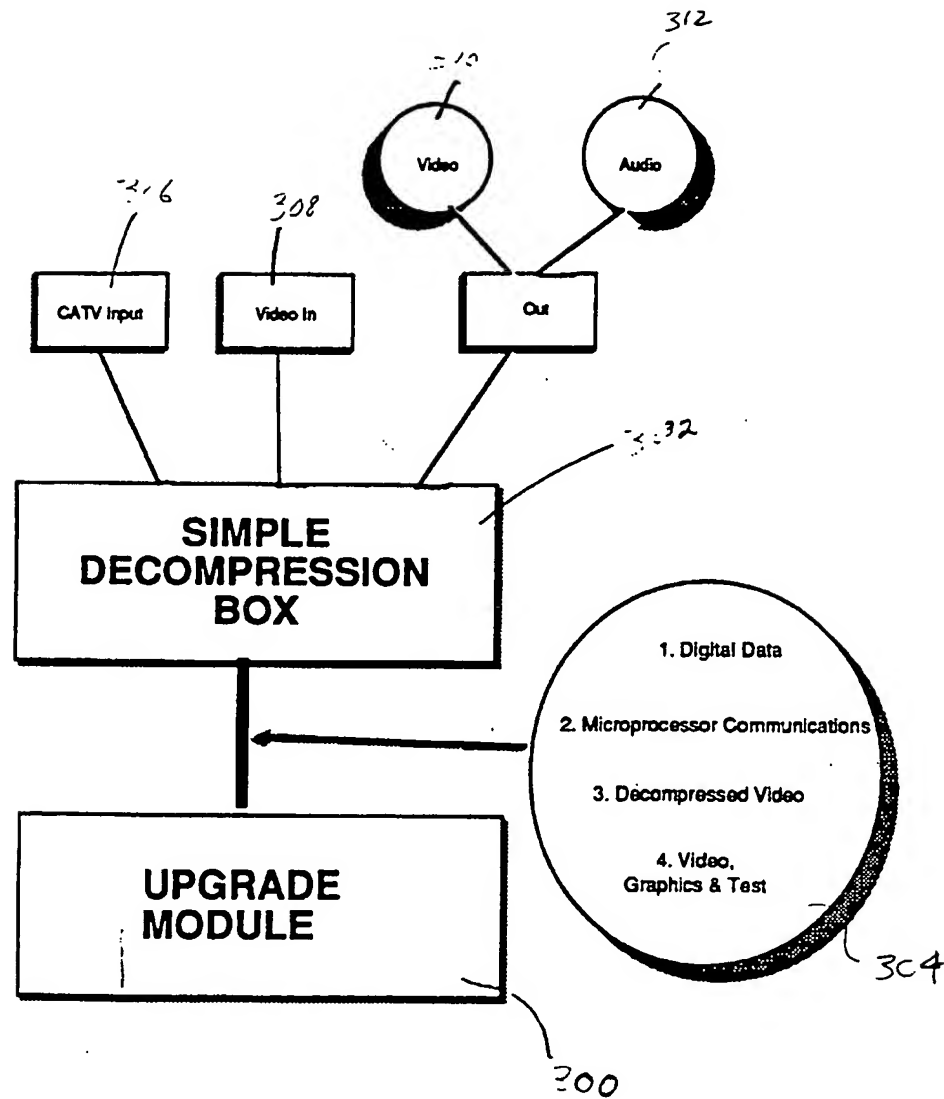 312
Video
Audio
308
CATV Input
Video In
Out
SIMPLE
DECOMPRESSION
BOX
1. Digital Data
2. Microprocessor Communications
3. Decompressed Video
4. Video,
Graphics & Test
UPGRADE
MODULE
304
300